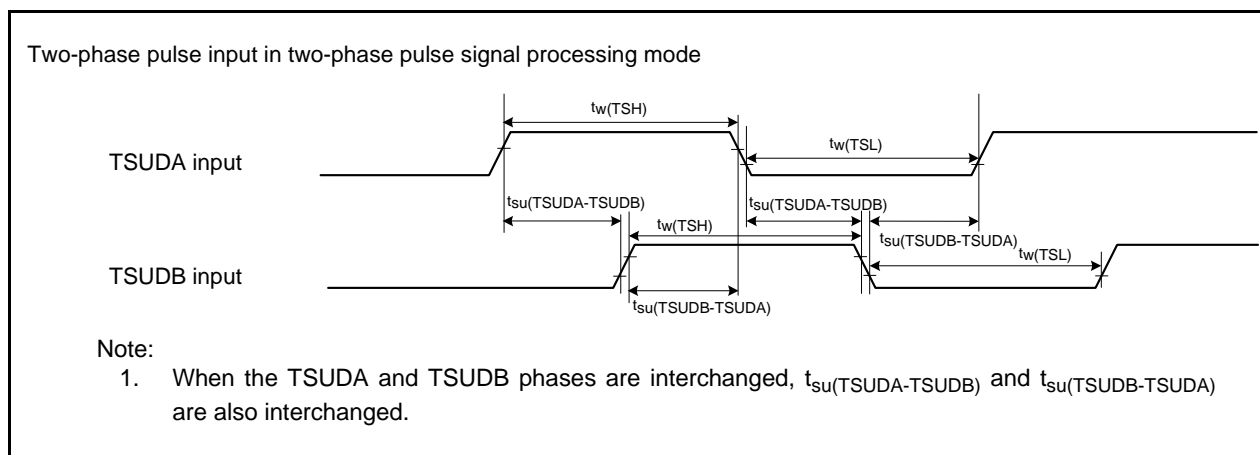 Two-phase pulse input in two-phase pulse signal processing mode
tw(TSH)
TSUDA input
tw(TSL)
tsu(TSUDA-TSUDB)
tsu(TSUDA-TSUDB)
tw(TSH)
tsu(TSUDB-TSUDA)
tw(TSL)
TSUDB input
tsu(TSUDB-TSUDA)
Note:
1. When the TSUDA and TSUDB phases are interchanged, tsu(TSUDA-TSUDB) and tsu(TSUDB-TSUDA)
are also interchanged.